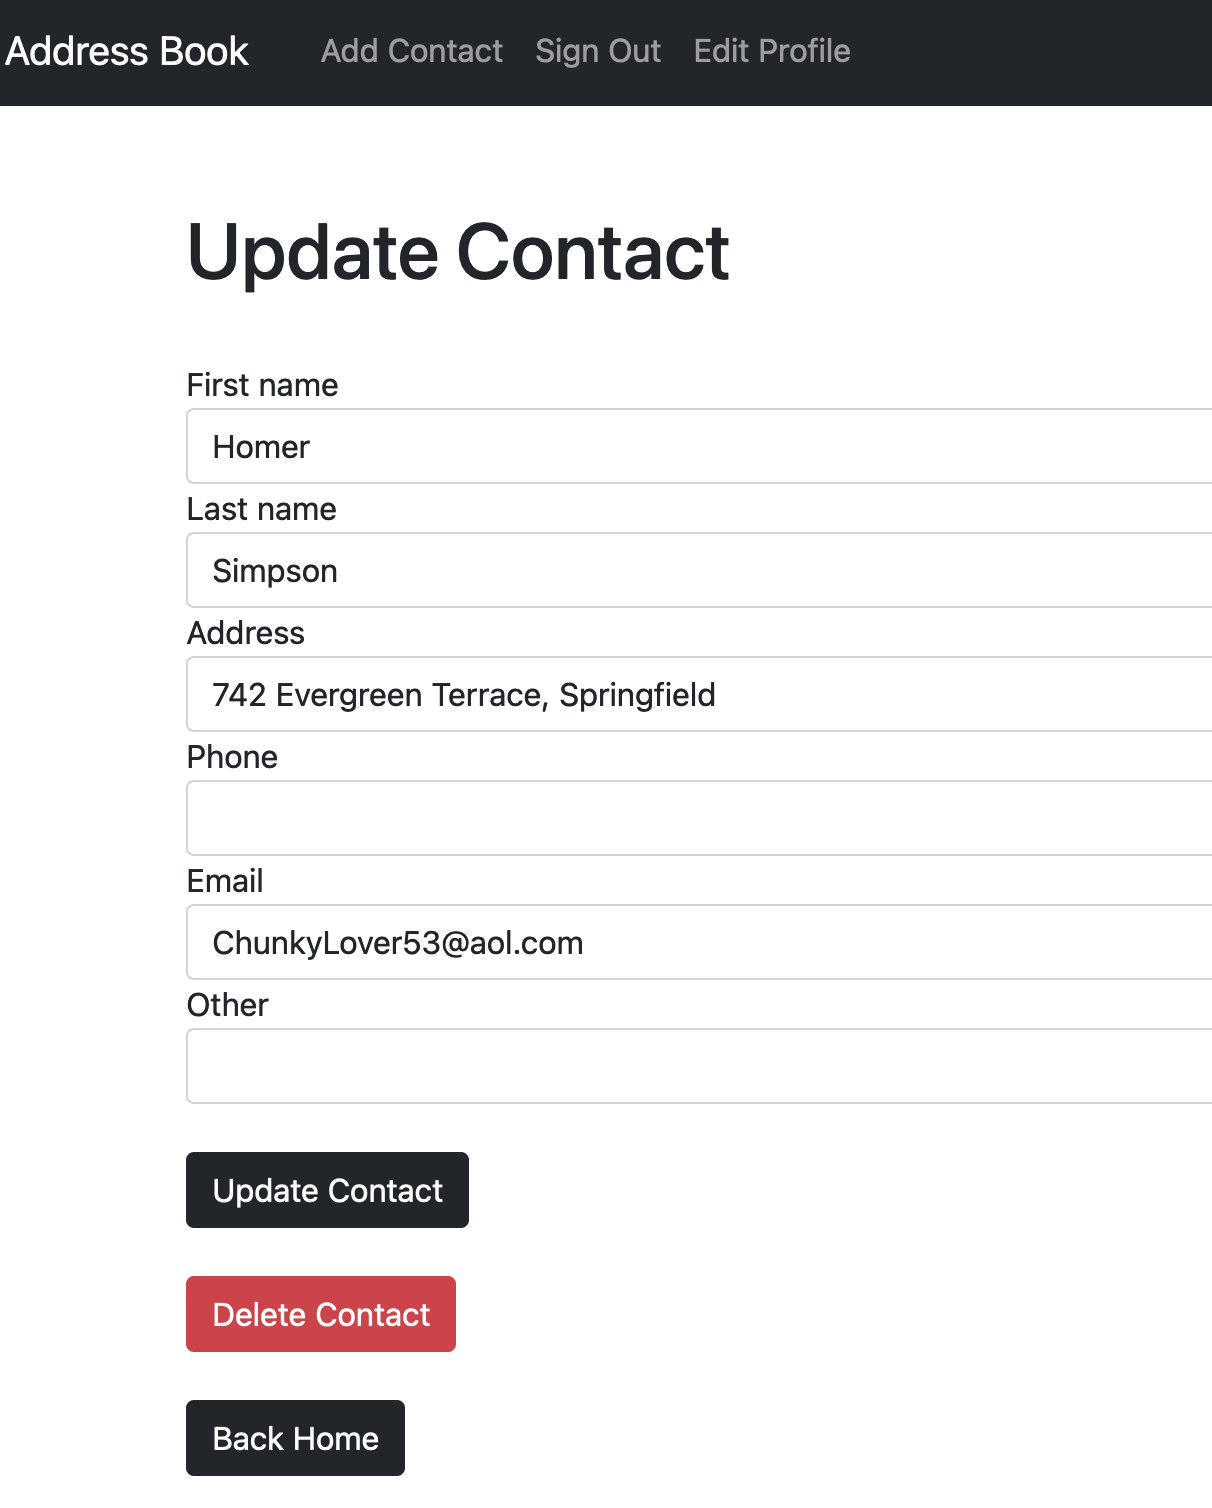 Address Book Add Contact Sign Out Edit Profile
Update Contact
First name
Homer
Last name
Simpson
Address
742 Evergreen Terrace, Springfield
Phone
Email
ChunkyLover53@aol.com
Other
Update Contact
Delete Contact
Back Home